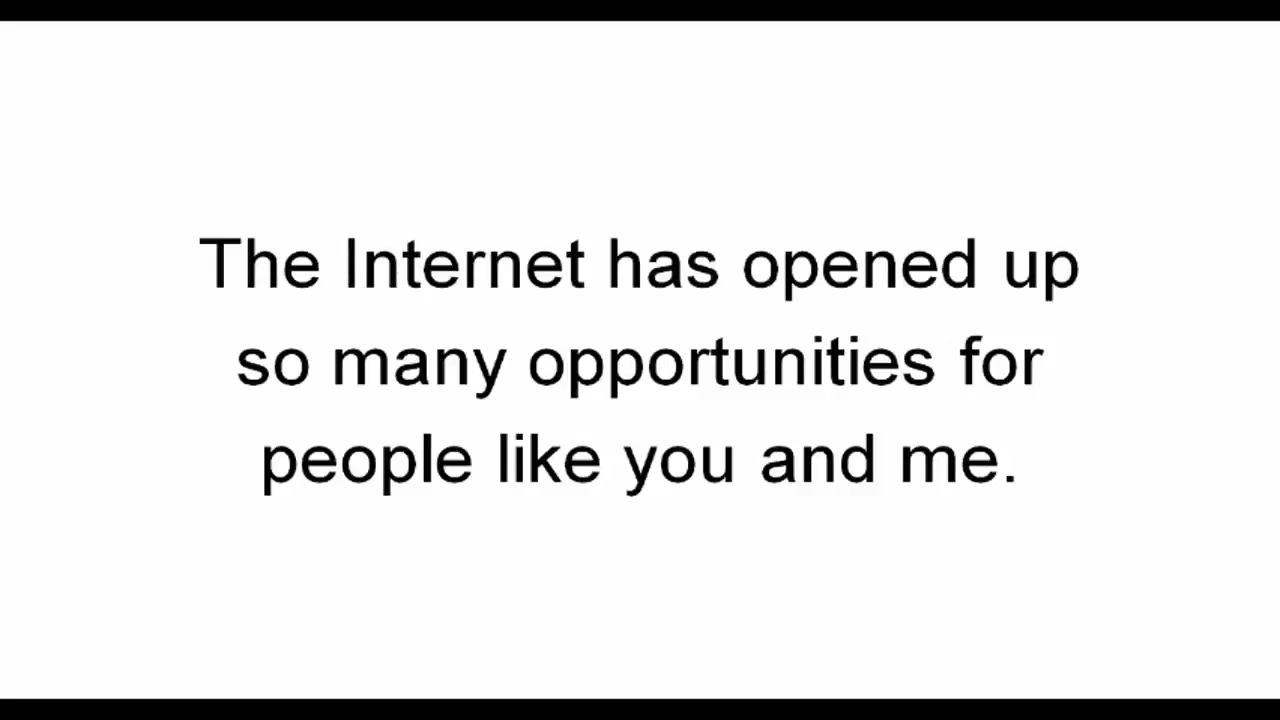 The Internet has opened up
so many opportunities for
people like you and me.